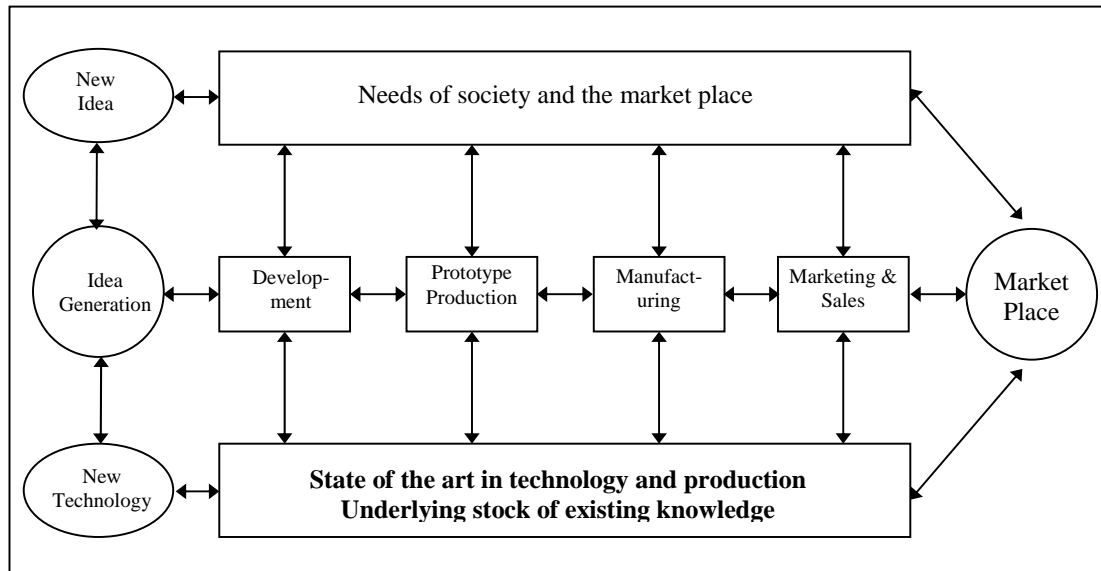 New
Idea
Needs of society and the market place
Idea
Generation
Develop-
ment
Prototype
Production
Manufact-
uring
Marketing &
Sales
Market
Place
New
Technology
State of the art in technology and production
Underlying stock of existing knowledge